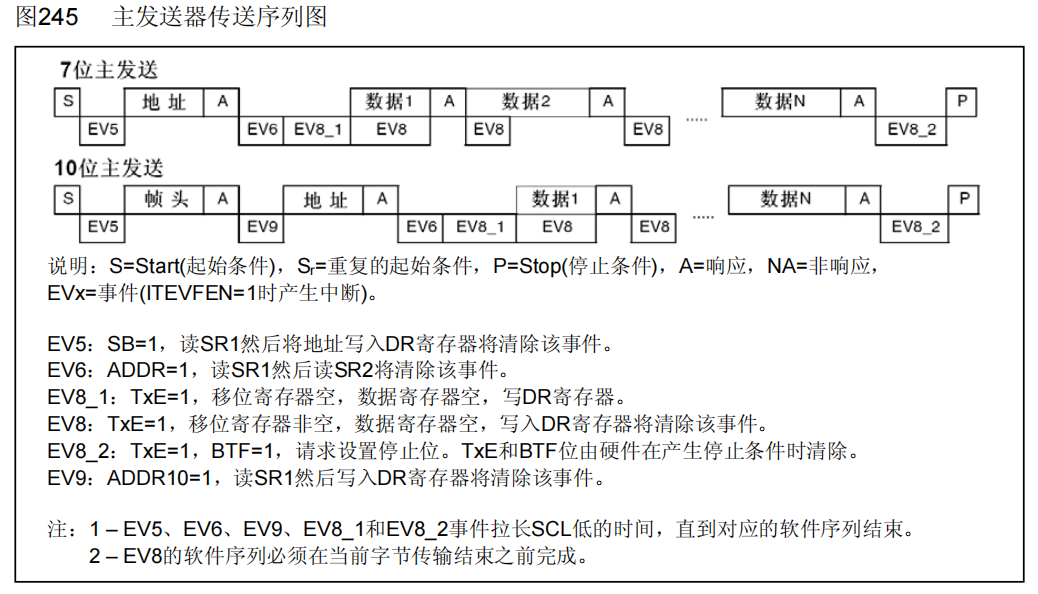 图245 主发送器传送序列图
7位主发送
S 地址 A 数据1 A 数据2 A 数据N A P
EV5 EV6 EV8_1 EV8 EV8 EV8 ..... EV8_2
10位主发送
S 帧头 A 地址 A 数据1 A 数据N A P
EV5 EV9 EV6 EV8_1 EV8 EV8 ..... EV8_2
说明：S=Start(起始条件)，Sr=重复的起始条件，P=Stop(停止条件)，A=响应，NA=非响应，
EVx=事件(ITEVFEN=1时产生中断)。
EV5：SB=1，读SR1然后将地址写入DR寄存器将清除该事件。
EV6：ADDR=1，读SR1然后读SR2将清除该事件。
EV8_1：TxE=1，移位寄存器空，数据寄存器空，写DR寄存器。
EV8：TxE=1，移位寄存器非空，数据寄存器空，写入DR寄存器将清除该事件。
EV8_2：TxE=1，BTF=1，请求设置停止位。TxE和BTF位由硬件在产生停止条件时清除。
EV9：ADDR10=1，读SR1然后写入DR寄存器将清除该事件。
注：1 – EV5、EV6、EV9、EV8_1和EV8_2事件拉长SCL低的时间，直到对应的软件序列结束。
2 – EV8的软件序列必须在当前字节传输结束之前完成。